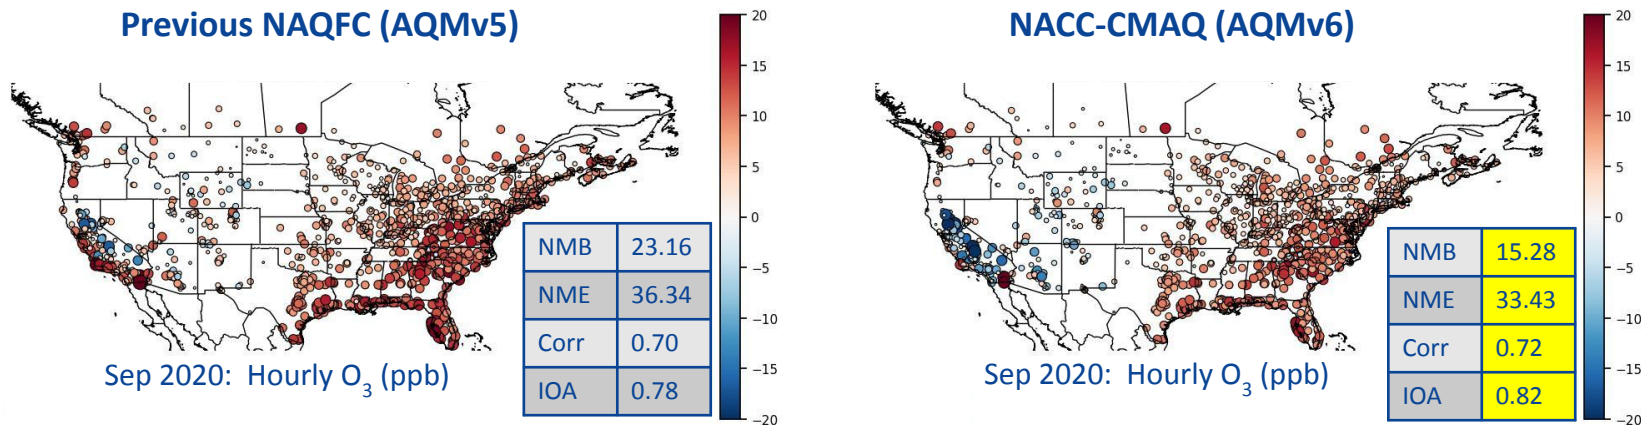 Previous NAQFC (AQMv5)
20
15
10
5
0
−5
−10
−15
−20
NMB 23.16
NME 36.34
Corr 0.70
IOA 0.78
Sep 2020: Hourly O3 (ppb)
NACC-CMAQ (AQMv6)
20
15
10
5
0
−5
−10
−15
−20
NMB 15.28
NME 33.43
Corr 0.72
IOA 0.82
Sep 2020: Hourly O3 (ppb)